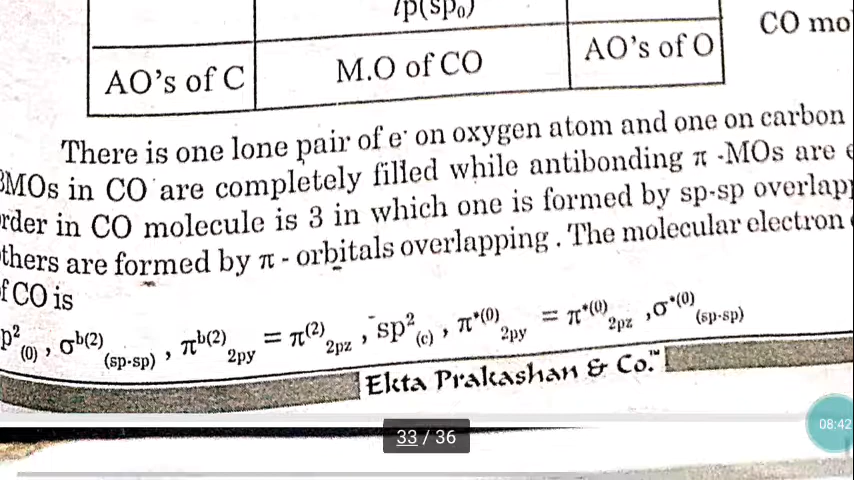 lp(sp₀)
CO mo
AO's of C
M.O of CO
AO's of O
There is one lone pair of e⁻ on oxygen atom and one on carbon
BMOs in CO are completely filled while antibonding π -MOs are e
rder in CO molecule is 3 in which one is formed by sp-sp overlapp
thers are formed by π - orbitals overlapping . The molecular electron
f CO is
p²(0) , σᵇ⁽²⁾(sp-sp) , πᵇ⁽²⁾2py = π⁽²⁾2pz , sp²(c) , π*⁽⁰⁾2py = π*⁽⁰⁾2pz , σ*⁽⁰⁾(sp-sp)
Ekta Prakashan & Co.™
33 / 36
08:42